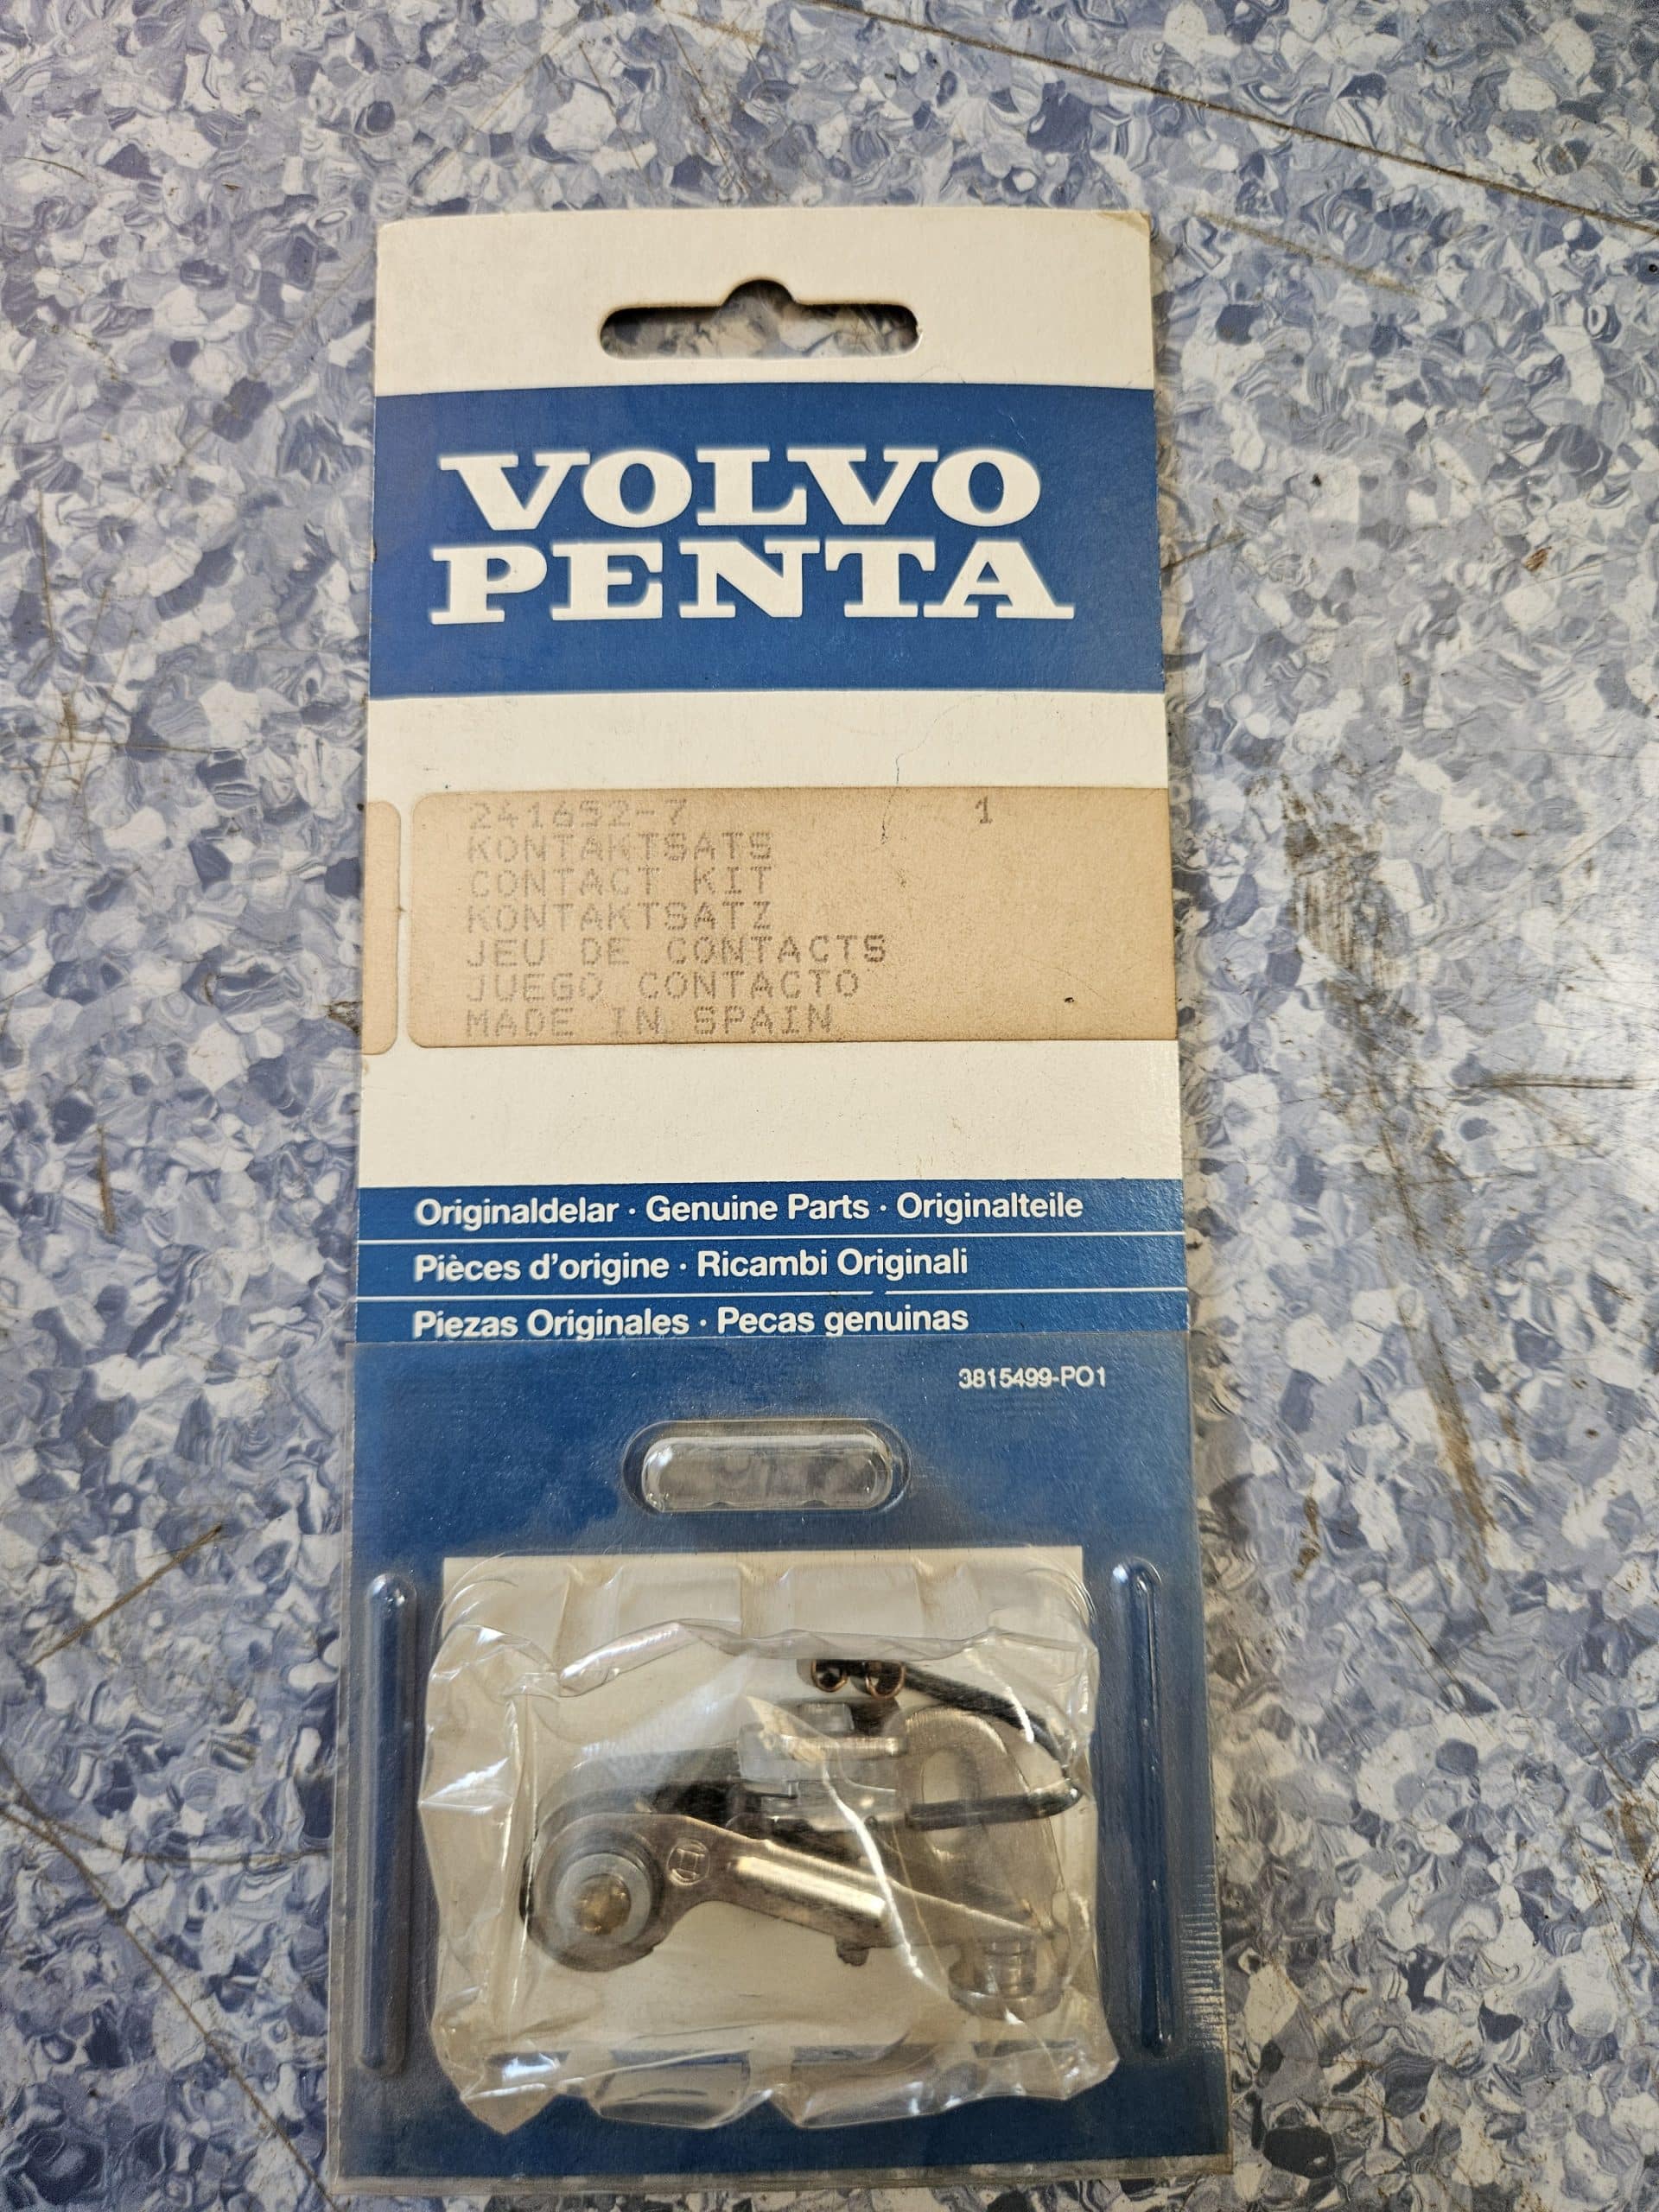 VOLVO
PENTA
241652-7 1
KONTAKTSATS
CONTACT KIT
KONTAKTSATZ
JEU DE CONTACTS
JUEGO CONTACTO
MADE IN SPAIN
Originaldelar · Genuine Parts · Originalteile
Pièces d'origine · Ricambi Originali
Piezas Originales · Pecas genuinas
3815499-PO1